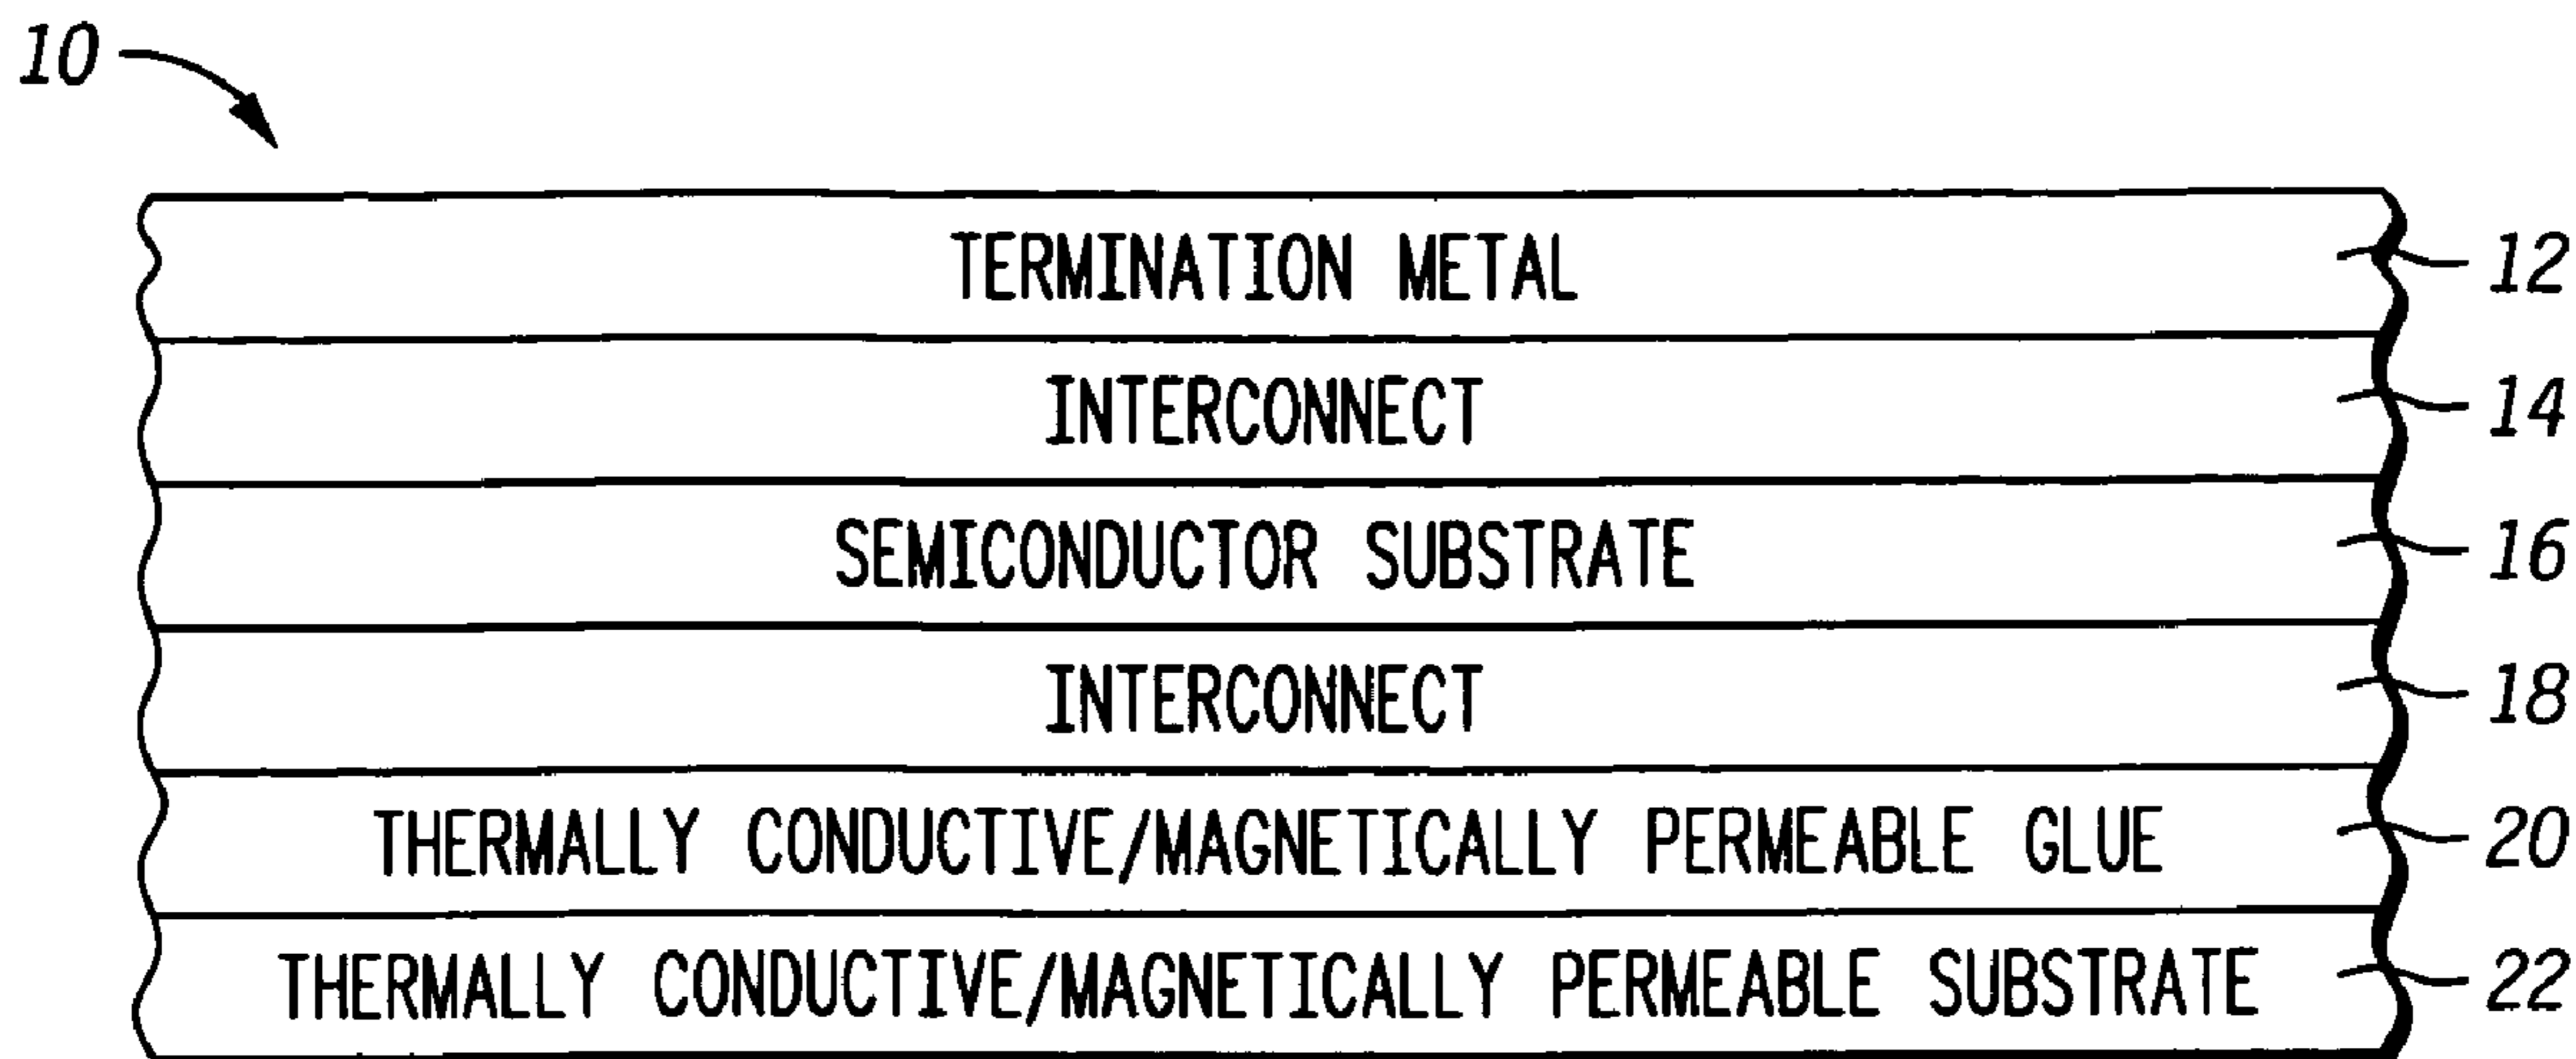 10
TERMINATION METAL 12
INTERCONNECT 14
SEMICONDUCTOR SUBSTRATE 16
INTERCONNECT 18
THERMALLY CONDUCTIVE/MAGNETICALLY PERMEABLE GLUE 20
THERMALLY CONDUCTIVE/MAGNETICALLY PERMEABLE SUBSTRATE 22